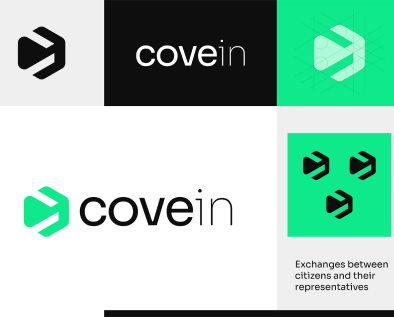 covein
covein
Exchanges between
citizens and their
representatives